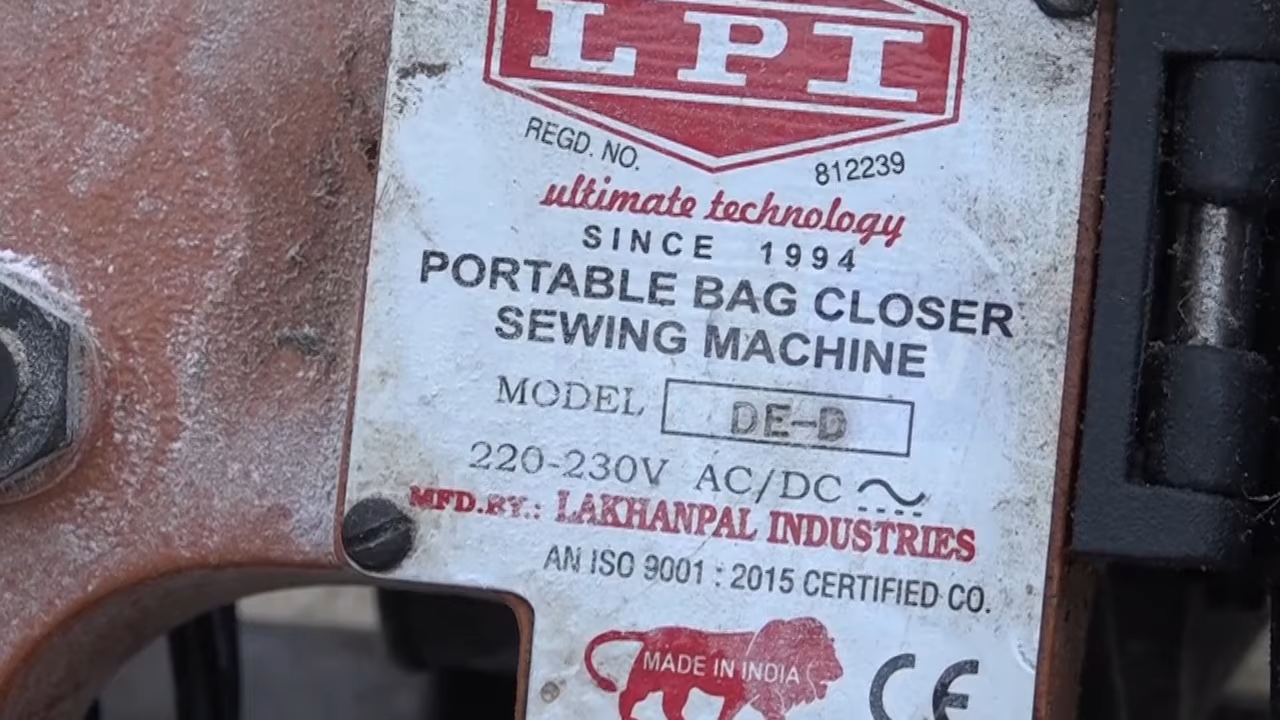 LPI
REGD. NO. 812239
ultimate technology
SINCE 1994
PORTABLE BAG CLOSER
SEWING MACHINE
MODEL DE-D
220-230V AC/DC
MFD.BY.: LAKHANPAL INDUSTRIES
AN ISO 9001 : 2015 CERTIFIED CO.
MADE IN INDIA
CE